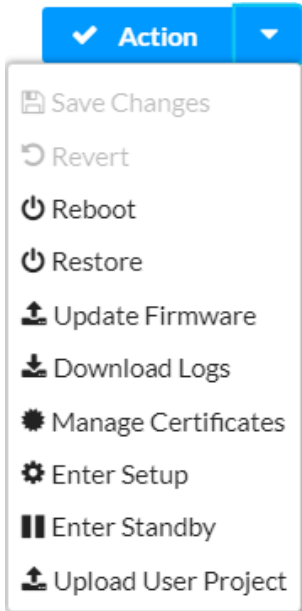 Action
Save Changes
Revert
Reboot
Restore
Update Firmware
Download Logs
Manage Certificates
Enter Setup
Enter Standby
Upload User Project